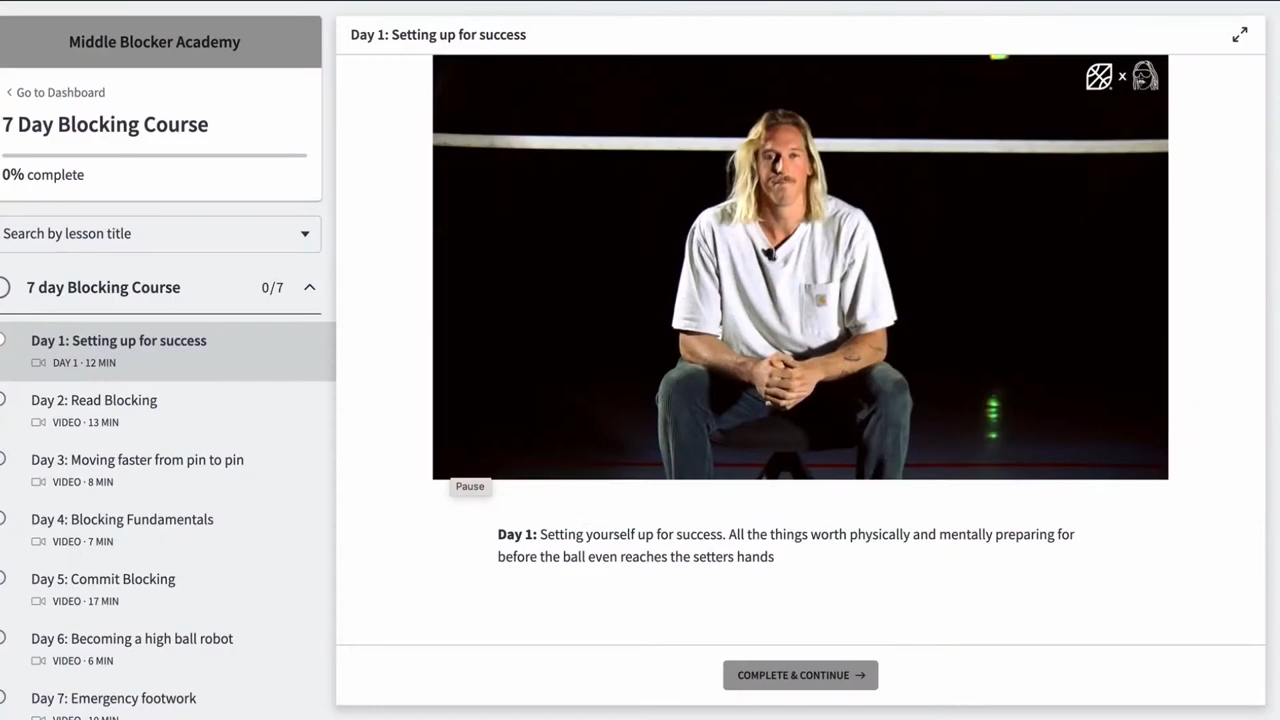 Middle Blocker Academy
Go to Dashboard
7 Day Blocking Course
0% complete
Search by lesson title
7 day Blocking Course 0/7
Day 1: Setting up for success
DAY 1 · 12 MIN
Day 2: Read Blocking
VIDEO · 13 MIN
Day 3: Moving faster from pin to pin
VIDEO · 8 MIN
Day 4: Blocking Fundamentals
VIDEO · 7 MIN
Day 5: Commit Blocking
VIDEO · 17 MIN
Day 6: Becoming a high ball robot
VIDEO · 6 MIN
Day 7: Emergency footwork
VIDEO · 10 MIN
Day 1: Setting up for success
x
Pause
Day 1: Setting yourself up for success. All the things worth physically and mentally preparing for
before the ball even reaches the setters hands
COMPLETE & CONTINUE →